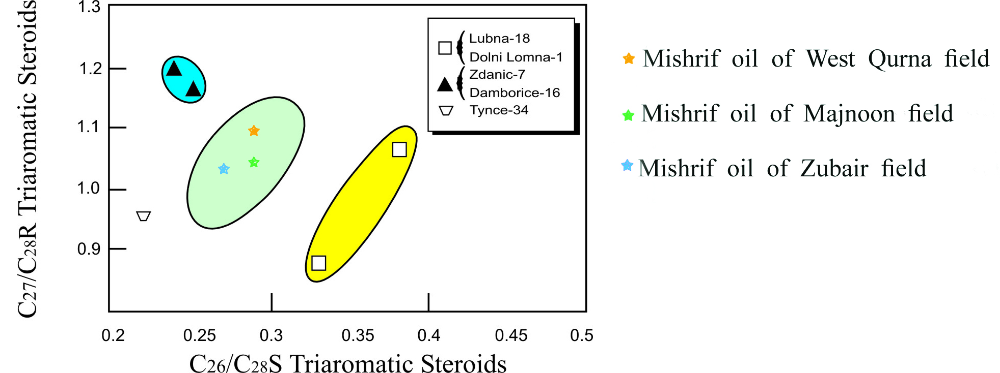 1.3
1.2
1.1
1.0
0.9
C27/C28R Triaromatic Steroids
Lubna-18
Dolni Lomna-1
Zdanic-7
Damborice-16
Tynce-34
0.2 0.25 0.3 0.35 0.4 0.45 0.5
C26/C28S Triaromatic Steroids
Mishrif oil of West Qurna field
Mishrif oil of Majnoon field
Mishrif oil of Zubair field